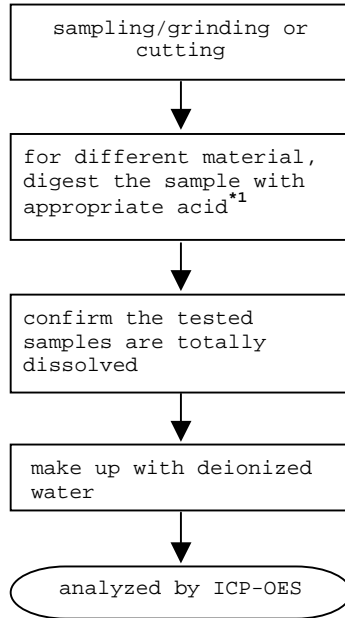 sampling/grinding or
cutting
for different material,
digest the sample with
appropriate acid*1
confirm the tested
samples are totally
dissolved
make up with deionized
water
analyzed by ICP-OES